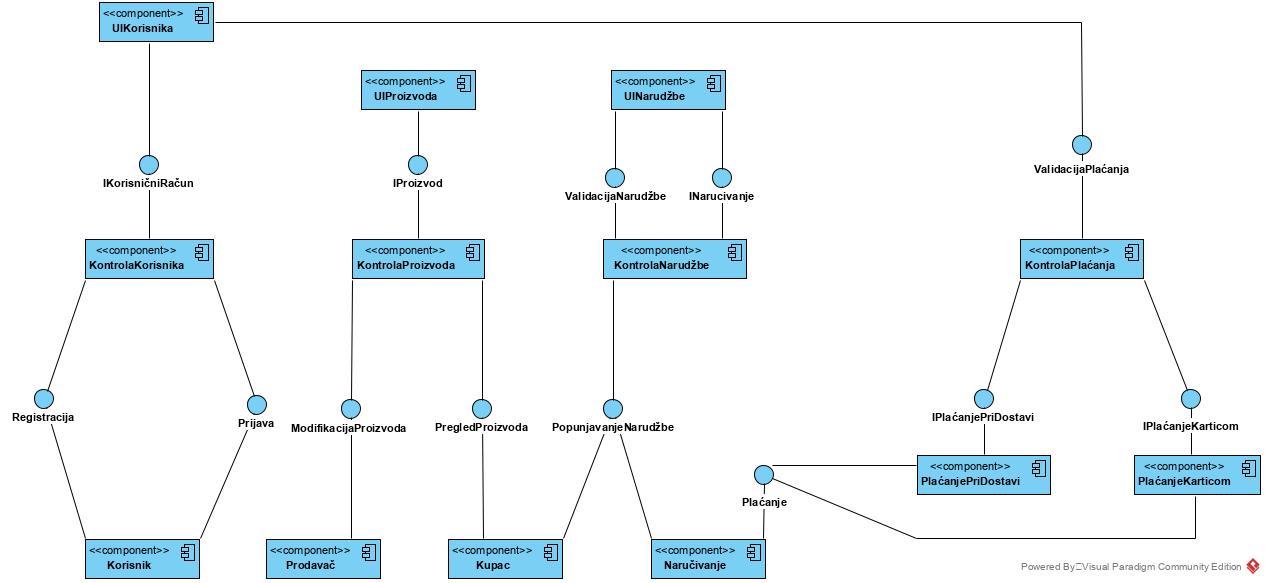 <<component>>
UIKorisnika
<<component>>
UIProizvoda
<<component>>
UINarudžbe
IKorisničniRačun
IProizvod
ValidacijaNarudžbe
INarucivanje
ValidacijaPlaćanja
<<component>>
KontrolaKorisnika
<<component>>
KontrolaProizvoda
<<component>>
KontrolaNarudžbe
<<component>>
KontrolaPlaćanja
Registracija
Prijava
ModifikacijaProizvoda
PregledProizvoda
PopunjavanjeNarudžbe
IPlaćanjePriDostavi
IPlaćanjeKarticom
<<component>>
PlaćanjePriDostavi
<<component>>
PlaćanjeKarticom
Plaćanje
<<component>>
Korisnik
<<component>>
Prodavač
<<component>>
Kupac
<<component>>
Naručivanje
Powered By Visual Paradigm Community Edition